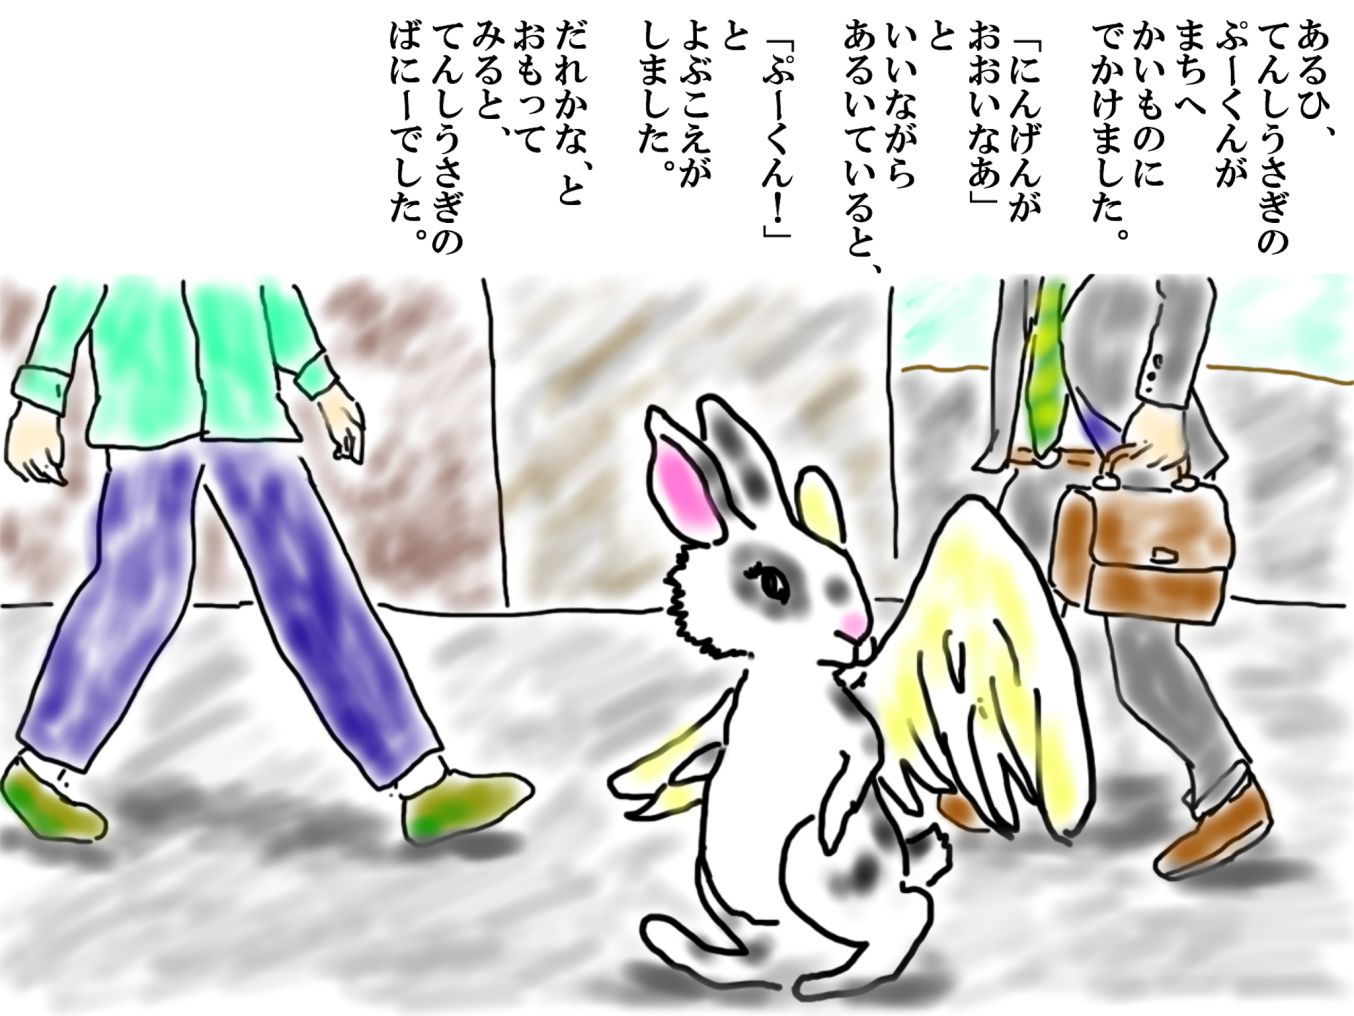 あるひ、
てんしうさぎの
ぷーくんが
まちへ
かいものに
でかけました。
「にんげんが
おおいなあ」
と
いいながら
あるいていると、
「ぷーくん！」
と
よぶこえが
しました。
だれかな、と
おもって
みると、
てんしうさぎの
ばにーでした。